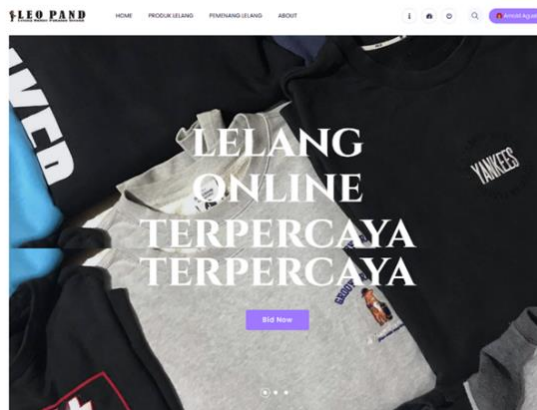 LEO PAND
HOME PRODUK LELANG PEMENANG LELANG ABOUT
LELANG
ONLINE
TERPERCAYA
TERPERCAYA
YANKEES
Bid Now